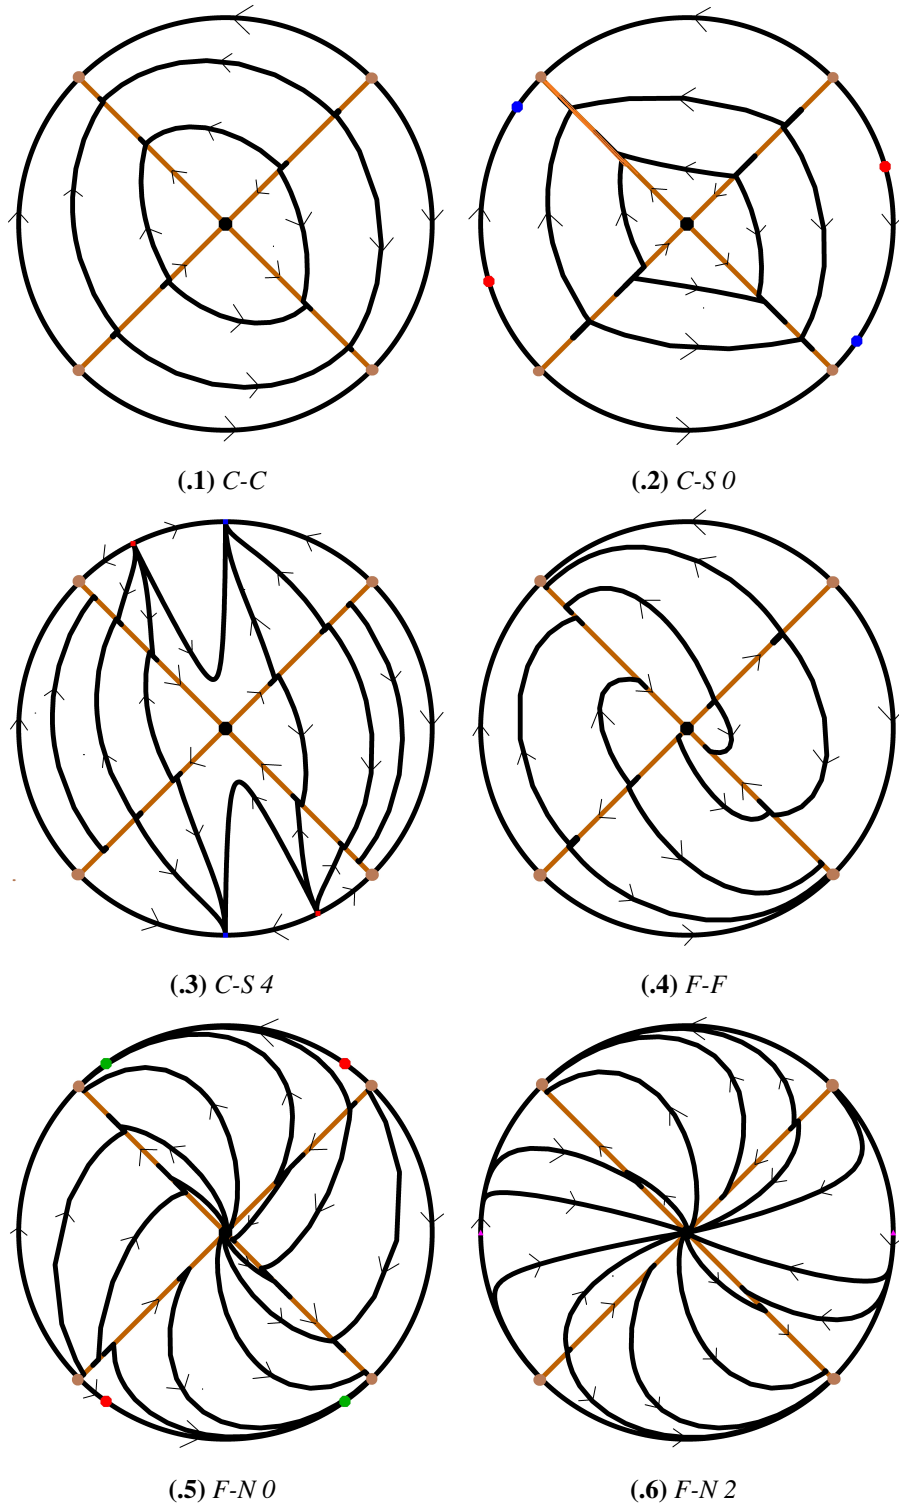 (.1) C-C
(.2) C-S 0
(.3) C-S 4
(.4) F-F
(.5) F-N 0
(.6) F-N 2